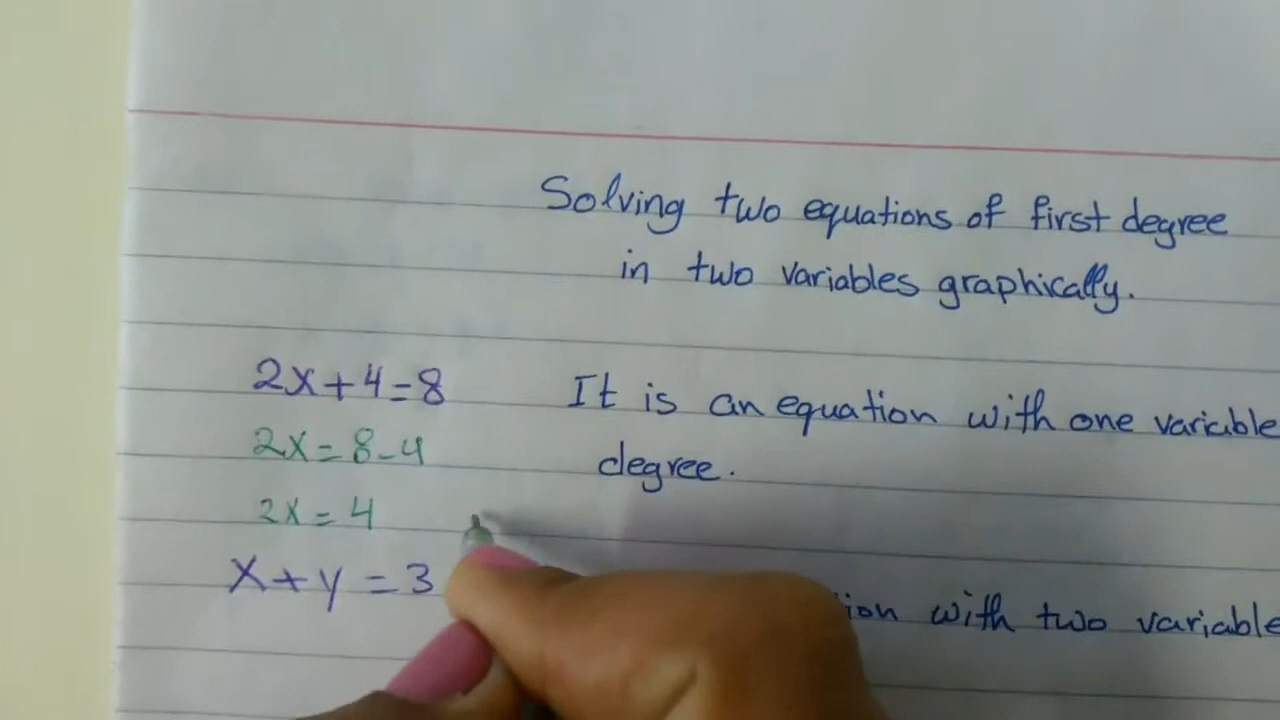 Solving two equations of first degree
in two variables graphically.
2x+4=8 It is an equation with one variable
2x=8-4 degree.
2x=4
x+y=3 with two variable